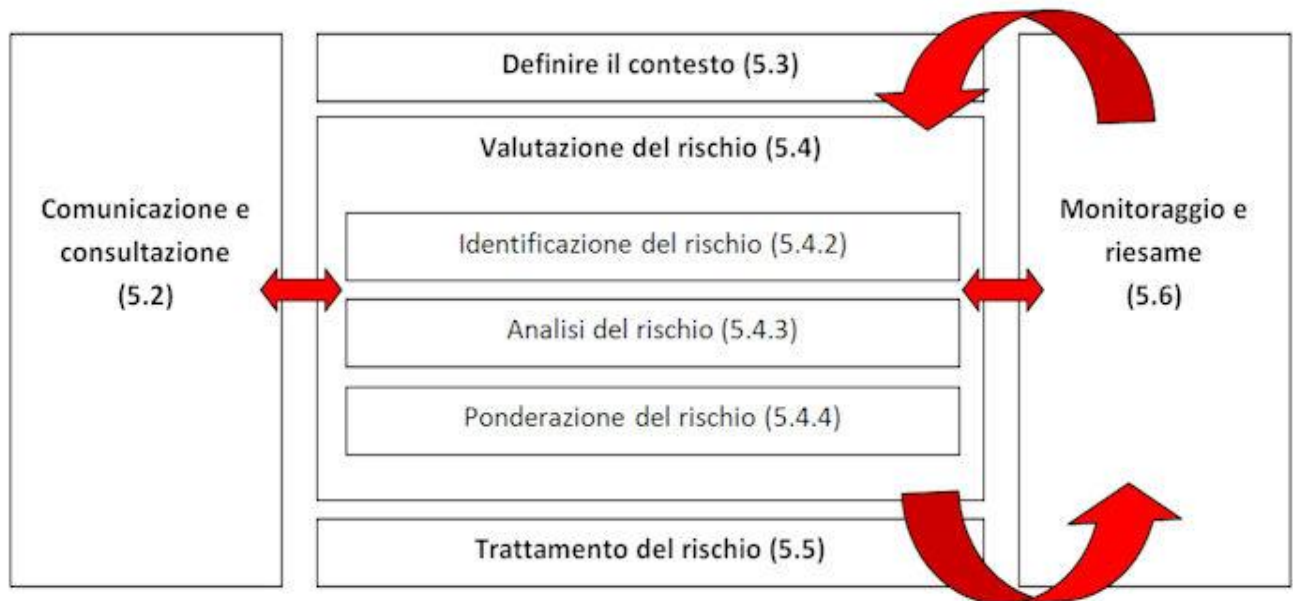 Comunicazione e
consultazione
(5.2)
Definire il contesto (5.3)
Valutazione del rischio (5.4)
Identificazione del rischio (5.4.2)
Analisi del rischio (5.4.3)
Ponderazione del rischio (5.4.4)
Trattamento del rischio (5.5)
Monitoraggio e
riesame
(5.6)